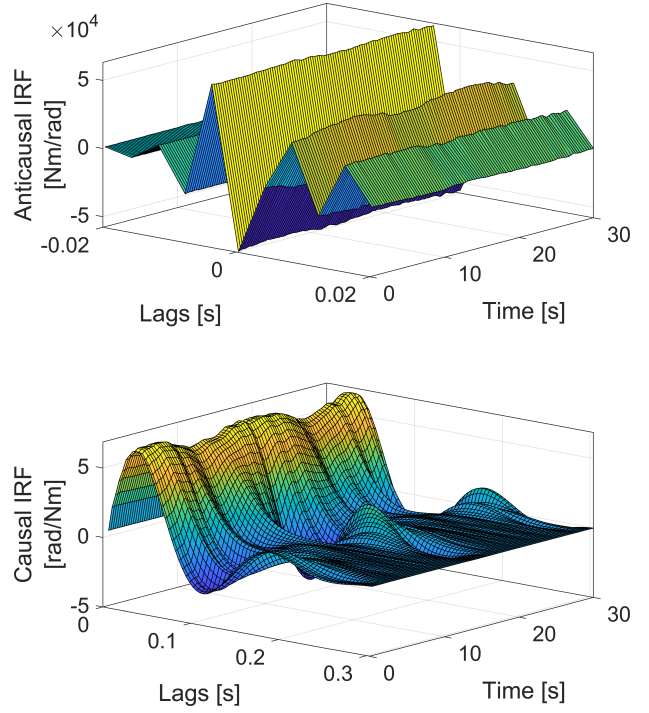 ×10⁴
5
0
-5
Anticausal IRF
[Nm/rad]
-0.02
0
0.02
Lags [s]
0
10
20
30
Time [s]
5
0
-5
Causal IRF
[rad/Nm]
0
0.1
0.2
0.3
Lags [s]
0
10
20
30
Time [s]